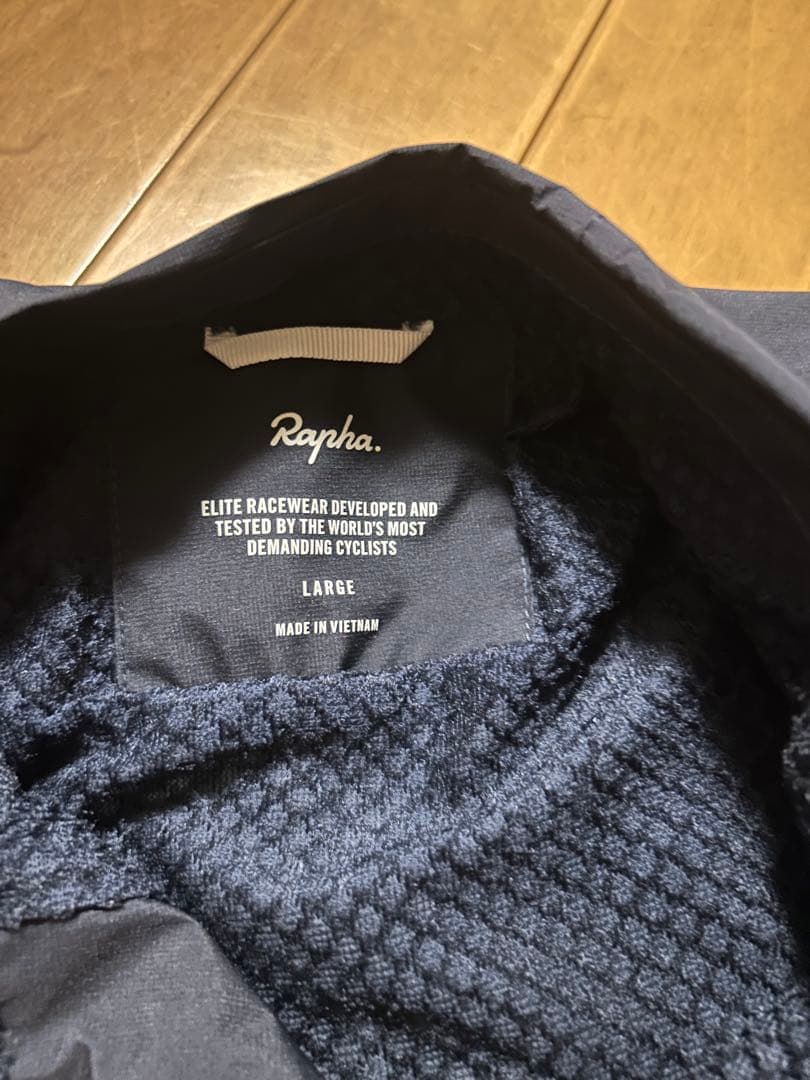 Rapha.
ELITE RACEWEAR DEVELOPED AND
TESTED BY THE WORLD'S MOST
DEMANDING CYCLISTS
LARGE
MADE IN VIETNAM